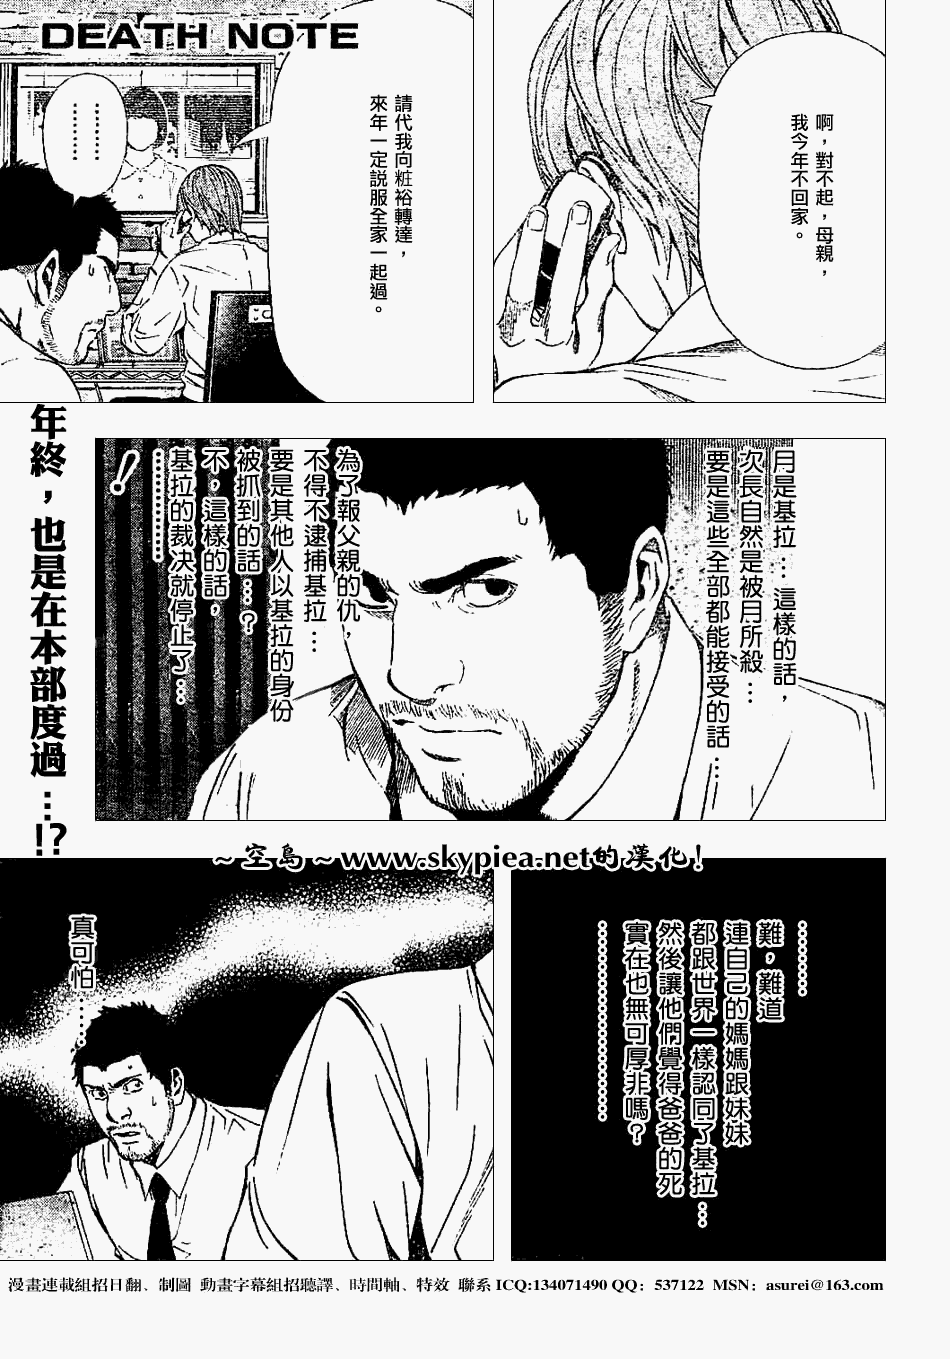 DEATH NOTE
啊，對不起，母親，
我今年不回家。
請代我向粧裕轉達，
來年一定説服全家一起過。
…………
…………
月是基拉…這樣的話，
次長自然是被月所殺…
要是這些全部都能接受的話…
為了報父親的仇，
不得不逮捕基拉…
要是其他人以基拉的身份
被抓到的話…？
不，這樣的話，
基拉的裁决就停止了…
…………
！
年終，也是在本部度過…!?
~空鳥~www.skypiea.net的漢化!
…………
難，難道
連自己的媽媽跟妹妹
都跟世界一樣認同了基拉…
然後讓他們覺得爸爸的死
實在也無可厚非嗎？
……………………
真可怕……
漫畫連載組招日翻、制圖 動畫字幕組招聽譯、時間軸、特效 聯系ICQ:134071490 QQ：537122 MSN：asurei@163.com